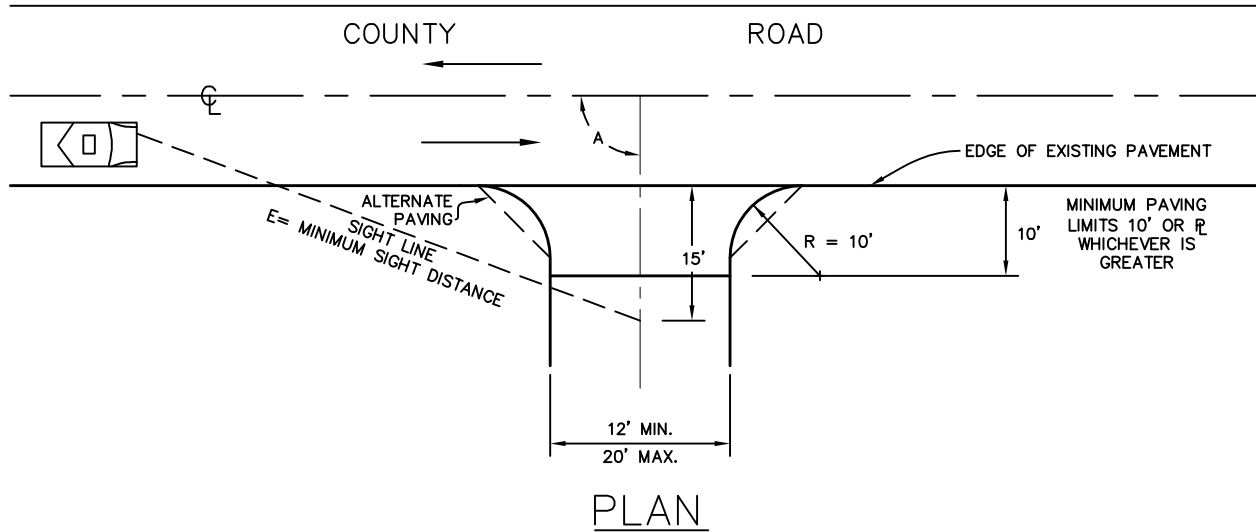 COUNTY ROAD
℄
A
EDGE OF EXISTING PAVEMENT
ALTERNATE
PAVING
SIGHT LINE
E= MINIMUM SIGHT DISTANCE
15'
R = 10'
10'
MINIMUM PAVING
LIMITS 10' OR PL
WHICHEVER IS
GREATER
12' MIN.
20' MAX.
PLAN